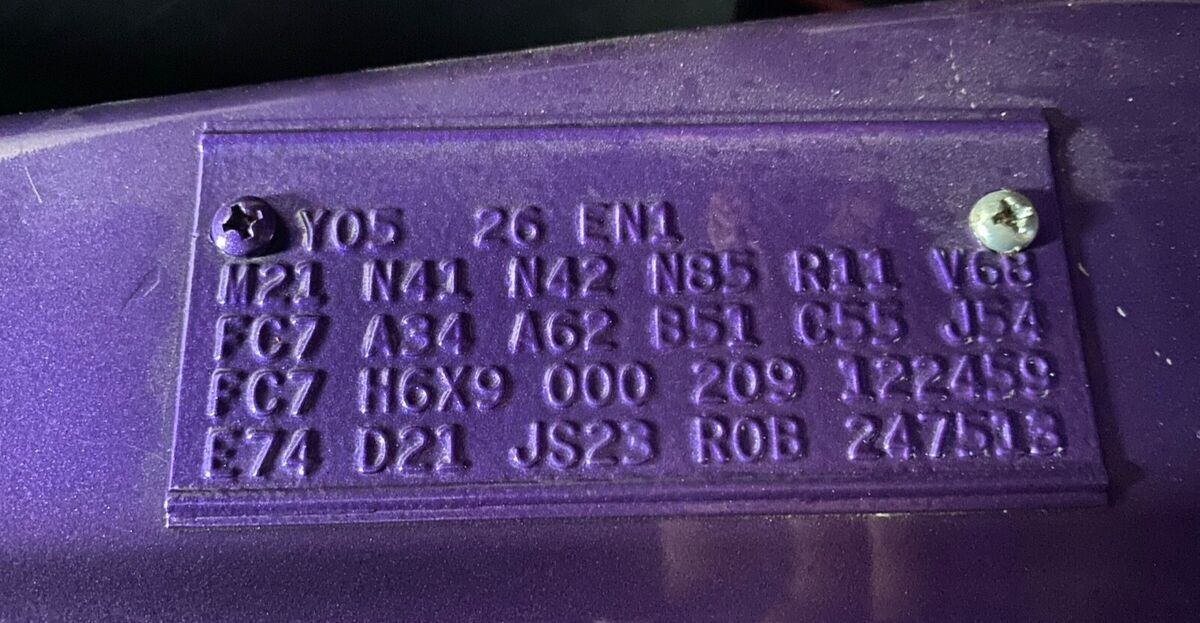 Y05 26 EN1
M21 N41 N42 N85 R11 V68
FC7 A34 A62 B51 C55 J54
FC7 H6X9 000 209 122459
E74 D21 JS23 R0B 247513